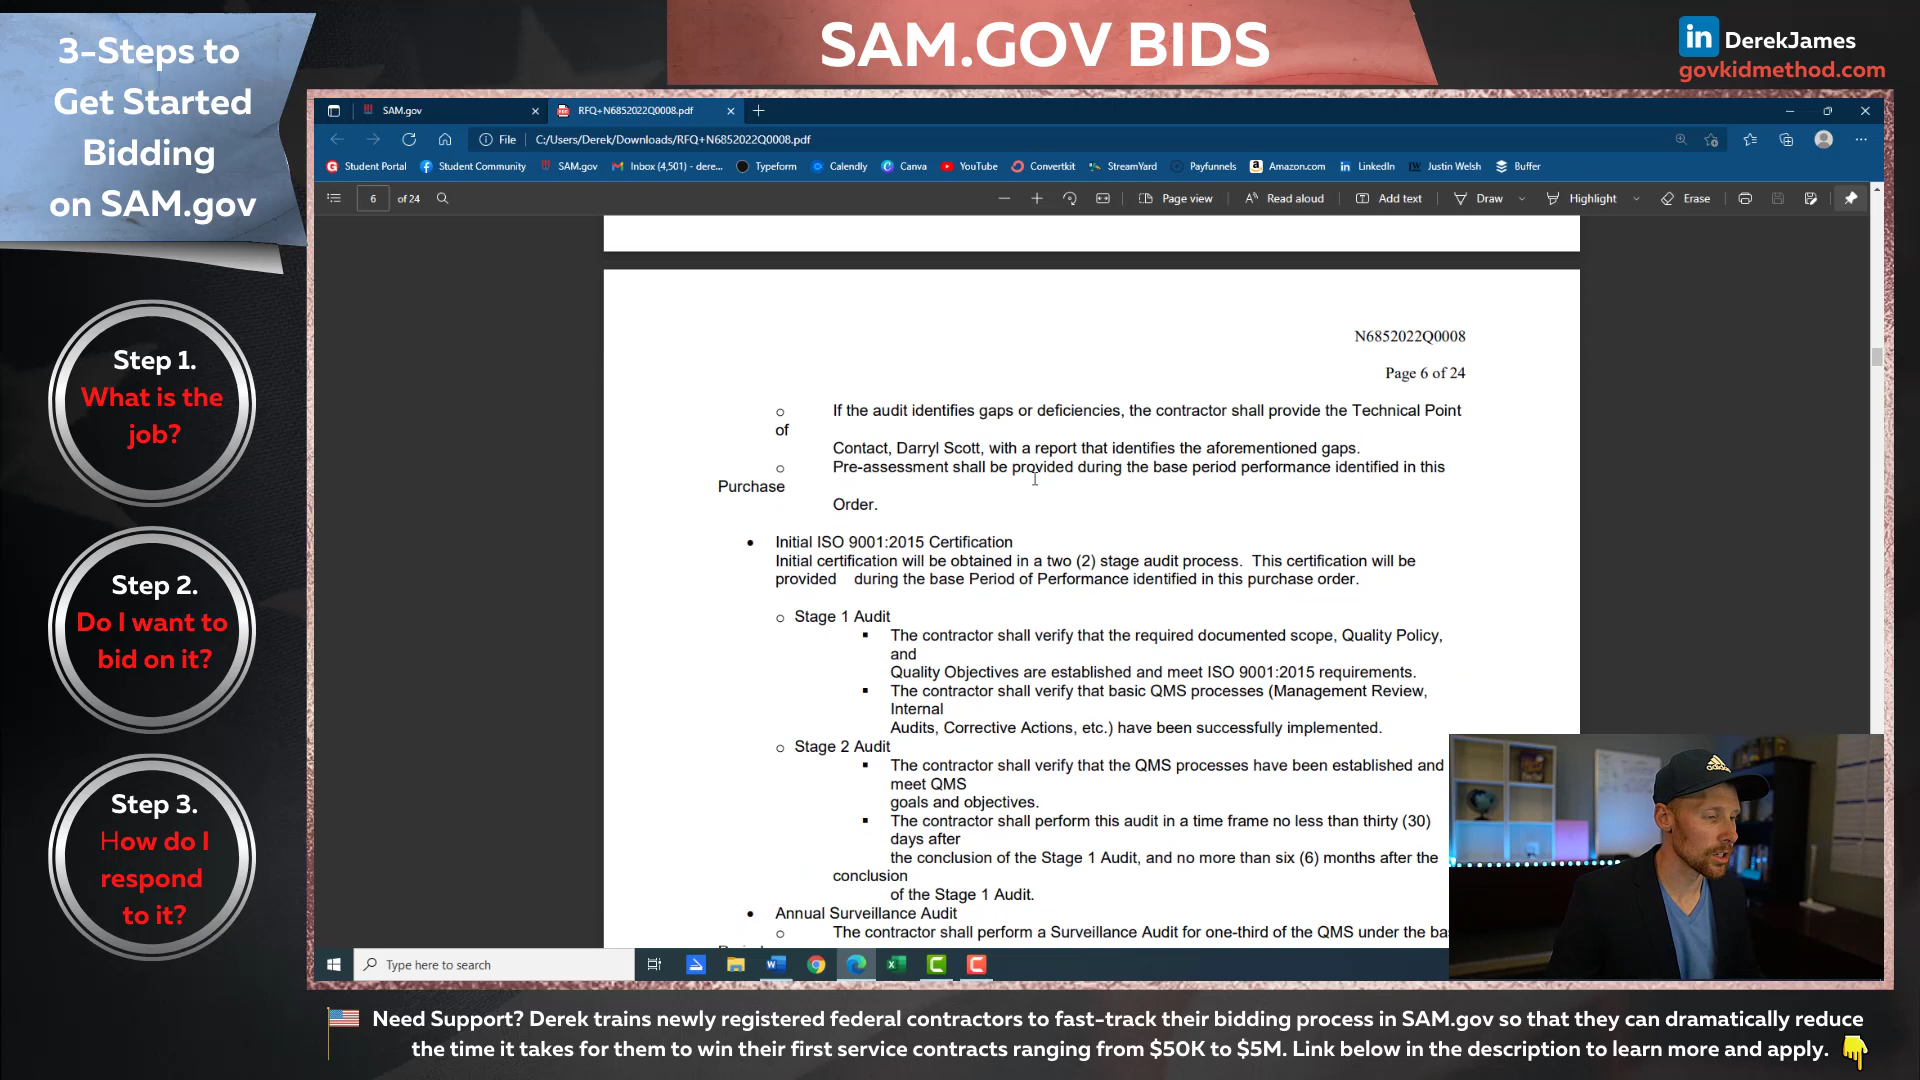 3-Steps to
Get Started
Bidding
on SAM.gov
SAM.GOV BIDS
in DerekJames
govkidmethod.com
Step 1.
What is the
job?
Step 2.
Do I want to
bid on it?
Step 3.
How do I
respond
to it?
SAM.gov
RFQ+N6852022Q0008.pdf
File C:/Users/Derek/Downloads/RFQ+N6852022Q0008.pdf
Student Portal Student Community SAM.gov Inbox (4,501) - dere... Typeform Calendly Canva YouTube Convertkit StreamYard Payfunnels Amazon.com LinkedIn Justin Welsh Buffer
6 of 24 Page view Read aloud Add text Draw Highlight Erase
N6852022Q0008
Page 6 of 24
o If the audit identifies gaps or deficiencies, the contractor shall provide the Technical Point
of
Contact, Darryl Scott, with a report that identifies the aforementioned gaps.
o Pre-assessment shall be provided during the base period performance identified in this
Purchase
Order.
• Initial ISO 9001:2015 Certification
Initial certification will be obtained in a two (2) stage audit process. This certification will be
provided during the base Period of Performance identified in this purchase order.
o Stage 1 Audit
▪ The contractor shall verify that the required documented scope, Quality Policy,
and
Quality Objectives are established and meet ISO 9001:2015 requirements.
▪ The contractor shall verify that basic QMS processes (Management Review,
Internal
Audits, Corrective Actions, etc.) have been successfully implemented.
o Stage 2 Audit
▪ The contractor shall verify that the QMS processes have been established and
meet QMS
goals and objectives.
▪ The contractor shall perform this audit in a time frame no less than thirty (30)
days after
the conclusion of the Stage 1 Audit, and no more than six (6) months after the
conclusion
of the Stage 1 Audit.
• Annual Surveillance Audit
o The contractor shall perform a Surveillance Audit for one-third of the QMS under the
Type here to search
Need Support? Derek trains newly registered federal contractors to fast-track their bidding process in SAM.gov so that they can dramatically reduce
the time it takes for them to win their first service contracts ranging from $50K to $5M. Link below in the description to learn more and apply.